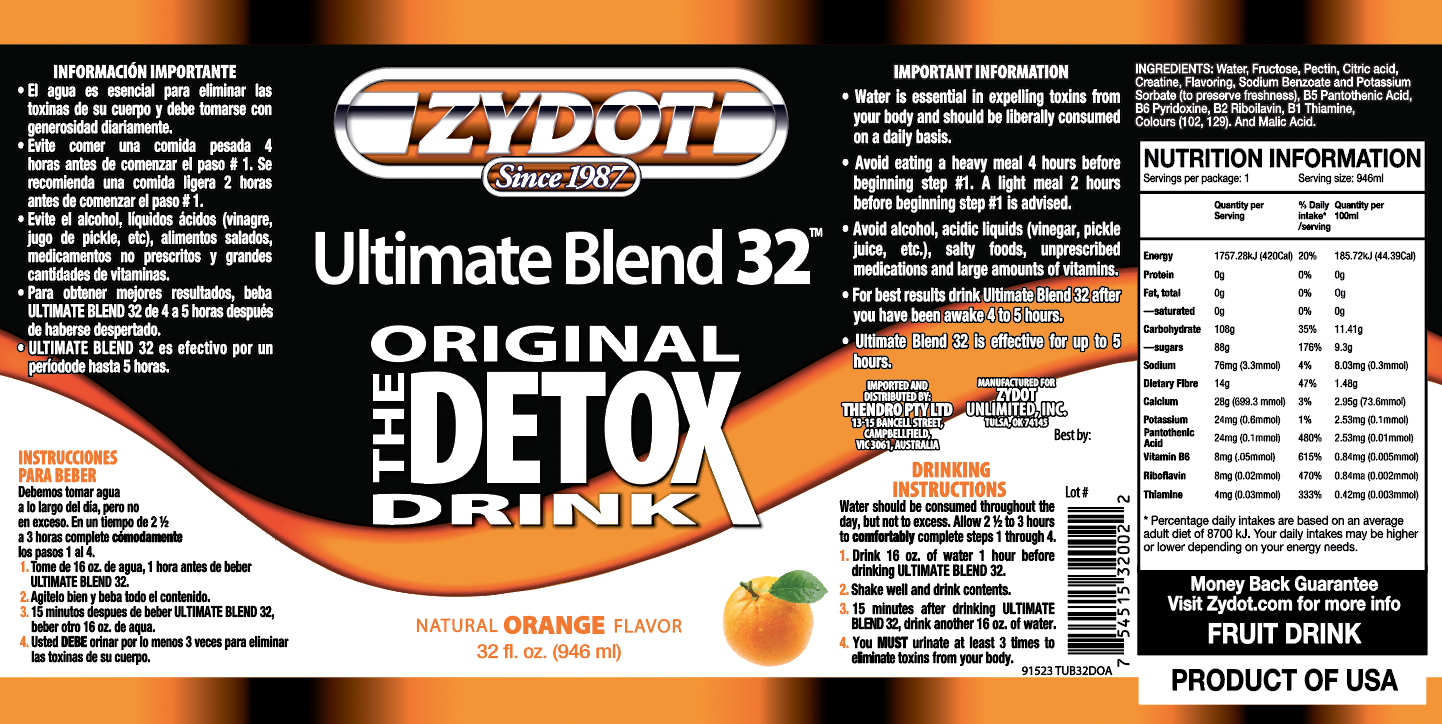 INFORMACIÓN IMPORTANTE
• El agua es esencial para eliminar las
toxinas de su cuerpo y debe tomarse con
generosidad diariamente.
• Evite comer una comida pesada 4
horas antes de comenzar el paso # 1. Se
recomienda una comida ligera 2 horas
antes de comenzar el paso # 1.
• Evite el alcohol, líquidos ácidos (vinagre,
jugo de pickle, etc), alimentos salados,
medicamentos no prescritos y grandes
cantidades de vitaminas.
• Para obtener mejores resultados, beba
ULTIMATE BLEND 32 de 4 a 5 horas después
de haberse despertado.
• ULTIMATE BLEND 32 es efectivo por un
períodode hasta 5 horas.
INSTRUCCIONES
PARA BEBER
Debemos tomar agua
a lo largo del día, pero no
en exceso. En un tiempo de 2 ½
a 3 horas complete cómodamente
los pasos 1 al 4.
1. Tome de 16 oz. de agua, 1 hora antes de beber
ULTIMATE BLEND 32.
2. Agitelo bien y beba todo el contenido.
3. 15 minutos despues de beber ULTIMATE BLEND 32,
beber otro 16 oz. de aqua.
4. Usted DEBE orinar por lo menos 3 veces para eliminar
las toxinas de su cuerpo.
ZYDOT
Since 1987
Ultimate Blend 32™
THE
ORIGINAL
DETOX
DRINK
NATURAL ORANGE FLAVOR
32 fl. oz. (946 ml)
IMPORTANT INFORMATION
• Water is essential in expelling toxins from
your body and should be liberally consumed
on a daily basis.
• Avoid eating a heavy meal 4 hours before
beginning step #1. A light meal 2 hours
before beginning step #1 is advised.
• Avoid alcohol, acidic liquids (vinegar, pickle
juice, etc.), salty foods, unprescribed
medications and large amounts of vitamins.
• For best results drink Ultimate Blend 32 after
you have been awake 4 to 5 hours.
• Ultimate Blend 32 is effective for up to 5
hours.
IMPORTED AND
DISTRIBUTED BY:
THENDRO PTY LTD
13-15 BANCELL STREET,
CAMPBELLFIELD,
VIC 3061, AUSTRALIA
MANUFACTURED FOR
ZYDOT
UNLIMITED, INC.
TULSA, OK 74145
Best by:
DRINKING
INSTRUCTIONS
Lot #
Water should be consumed throughout the
day, but not to excess. Allow 2 ½ to 3 hours
to comfortably complete steps 1 through 4.
1. Drink 16 oz. of water 1 hour before
drinking ULTIMATE BLEND 32.
2. Shake well and drink contents.
3. 15 minutes after drinking ULTIMATE
BLEND 32, drink another 16 oz. of water.
4. You MUST urinate at least 3 times to
eliminate toxins from your body.
7 54515 32002 2
91523 TUB32DOA
INGREDIENTS: Water, Fructose, Pectin, Citric acid,
Creatine, Flavoring, Sodium Benzoate and Potassium
Sorbate (to preserve freshness), B5 Pantothenic Acid,
B6 Pyridoxine, B2 Riboilavin, B1 Thiamine,
Colours (102, 129). And Malic Acid.
NUTRITION INFORMATION
Servings per package: 1 Serving size: 946ml
Quantity per % Daily Quantity per
Serving intake* 100ml
/serving
Energy 1757.28kJ (420Cal) 20% 185.72kJ (44.39Cal)
Protein 0g 0% 0g
Fat, total 0g 0% 0g
—saturated 0g 0% 0g
Carbohydrate 108g 35% 11.41g
—sugars 88g 176% 9.3g
Sodium 76mg (3.3mmol) 4% 8.03mg (0.3mmol)
Dietary Fibre 14g 47% 1.48g
Calcium 28g (699.3 mmol) 3% 2.95g (73.6mmol)
Potassium 24mg (0.6mmol) 1% 2.53mg (0.1mmol)
Pantothenic
Acid 24mg (0.1mmol) 480% 2.53mg (0.01mmol)
Vitamin B6 8mg (.05mmol) 615% 0.84mg (0.005mmol)
Riboflavin 8mg (0.02mmol) 470% 0.84ma (0.002mmol)
Thiamine 4mg (0.03mmol) 333% 0.42mg (0.003mmol)
* Percentage daily intakes are based on an average
adult diet of 8700 kJ. Your daily intakes may be higher
or lower depending on your energy needs.
Money Back Guarantee
Visit Zydot.com for more info
FRUIT DRINK
PRODUCT OF USA